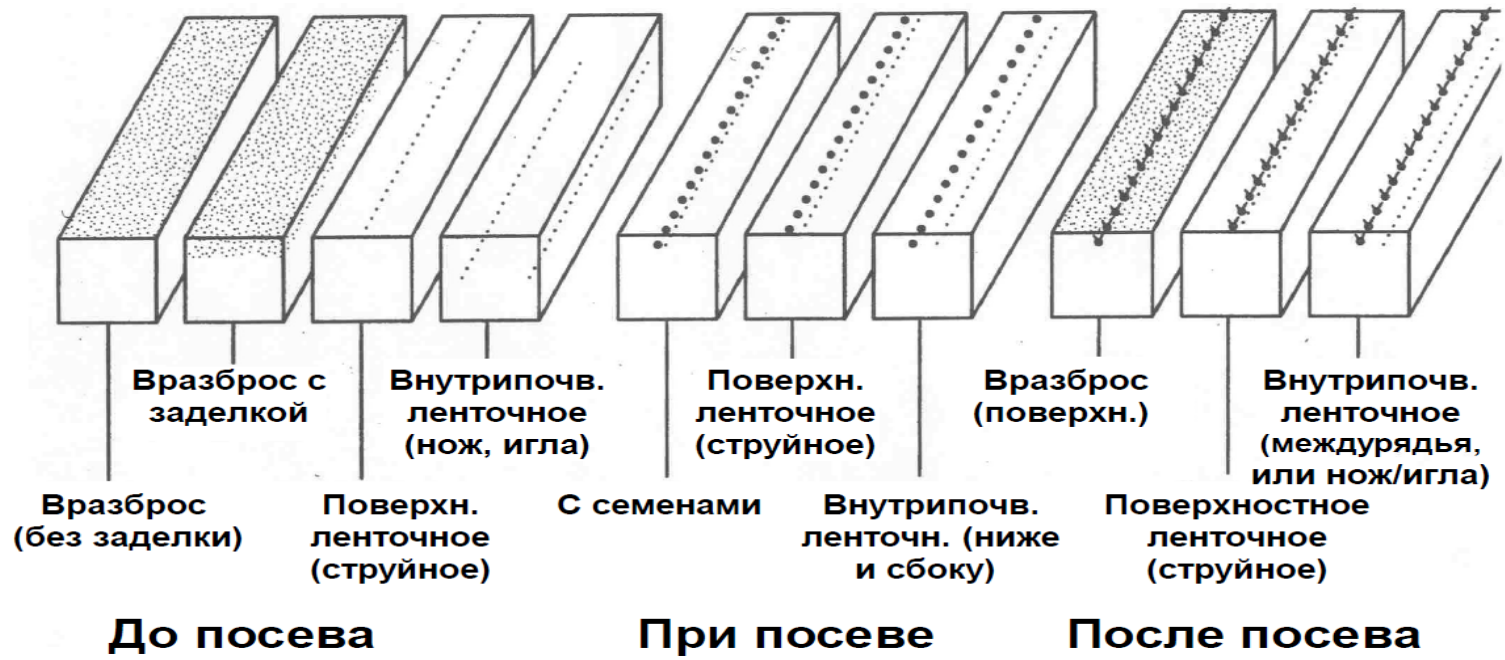 Вразброс с
заделкой
Внутрипочв.
ленточное
(нож, игла)
Поверхн.
ленточное
(струйное)
Вразброс
(поверхн.)
Внутрипочв.
ленточное
(междурядья,
или нож/игла)
Вразброс
(без заделки)
Поверхн.
ленточное
(струйное)
С семенами
Внутрипочв.
ленточн. (ниже
и сбоку)
Поверхностное
ленточное
(струйное)
До посева
При посеве
После посева